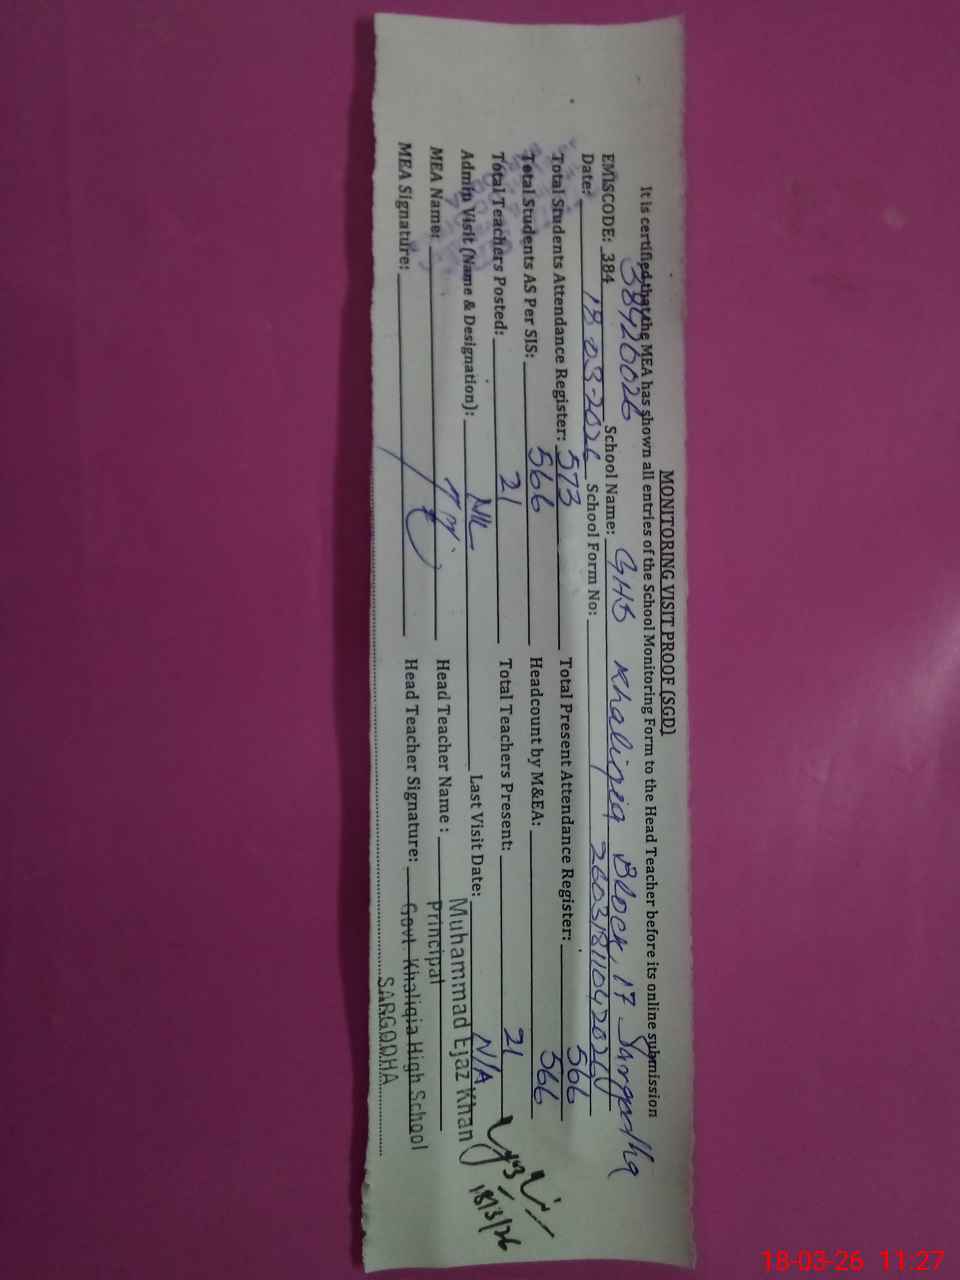 MONITORING VISIT PROOF (SGD)
It is certified that the MEA has shown all entries of the School Monitoring Form to the Head Teacher before its online submission
38426026
EMISCODE: 384 School Name: GHS Khaliqia Block, 17 Sargodha
Date: 18-03-2026 School Form No:
Total Students Attendance Register: 573 Total Present Attendance Register: 566
Total Students AS Per SIS: 566 Headcount by M&EA: 566
Total Teachers Posted: 21 Total Teachers Present: 21
Admin Visit (Name & Designation): NIL Last Visit Date: N/A
MEA Name: Head Teacher Name: Muhammad Ejaz Khan
Principal
MEA Signature: Head Teacher Signature: Govt. Khaliqia High School
SARGODHA
18/3/26
18-03-26 11:27